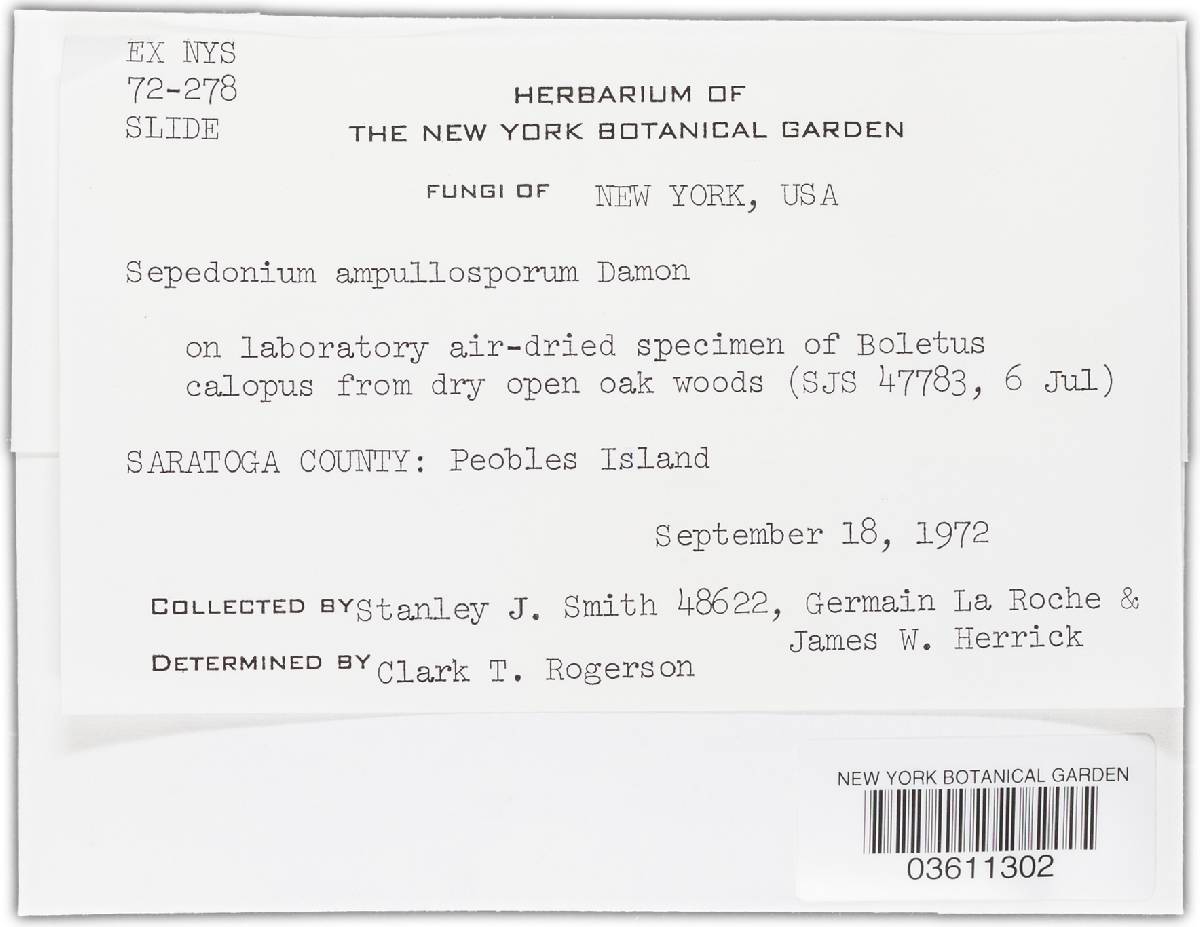 EX NYS
72-278
SLIDE
HERBARIUM OF
THE NEW YORK BOTANICAL GARDEN
FUNGI OF NEW YORK, USA
Sepedonium ampullosporum Damon
on laboratory air-dried specimen of Boletus
calopus from dry open oak woods (SJS 47783, 6 Jul)
SARATOGA COUNTY: Peobles Island
September 18, 1972
COLLECTED BY Stanley J. Smith 48622, Germain La Roche &
James W. Herrick
DETERMINED BY Clark T. Rogerson
NEW YORK BOTANICAL GARDEN
03611302